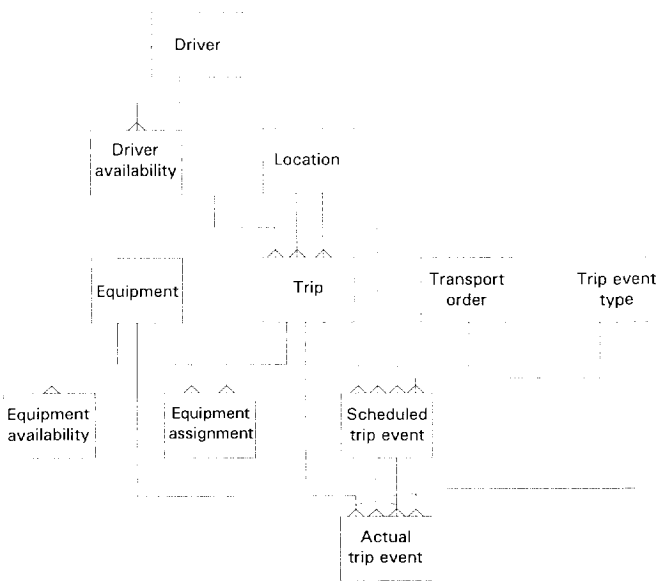 Driver
Driver
availability
Location
Equipment
Trip
Transport
order
Trip event
type
Equipment
availability
Equipment
assignment
Scheduled
trip event
Actual
trip event